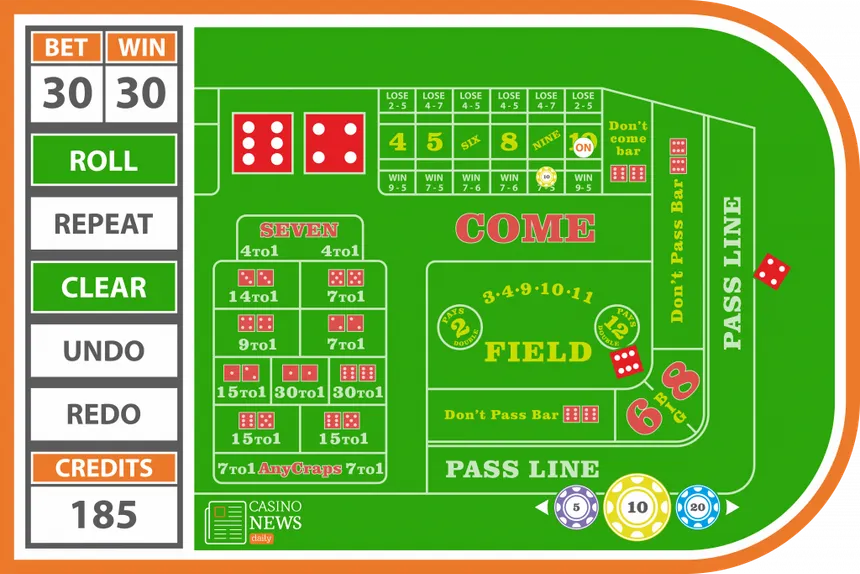 BET WIN
30 30
ROLL
REPEAT
CLEAR
UNDO
REDO
CREDITS
185
LOSE LOSE LOSE LOSE LOSE LOSE
2-5 4-7 4-5 4-5 4-7 2-5
4 5 SIX 8 NINE 10
ON
WIN WIN WIN WIN WIN
9-5 7-5 7-6 7-6 9-5
10
Don't
come
bar
Don't Pass Bar
PASS LINE
COME
SEVEN
4TO1 4TO1
14TO1 7TO1
9TO1 7TO1
15TO1 30TO1 30TO1
15TO1 15TO1
7TO1 AnyCraps 7TO1
3·4·9·10·11
PAYS
2
DOUBLE
PAYS
12
DOUBLE
FIELD
Don't Pass Bar
6 BIG 8
PASS LINE
5 10 20
CASINO
NEWS
daily